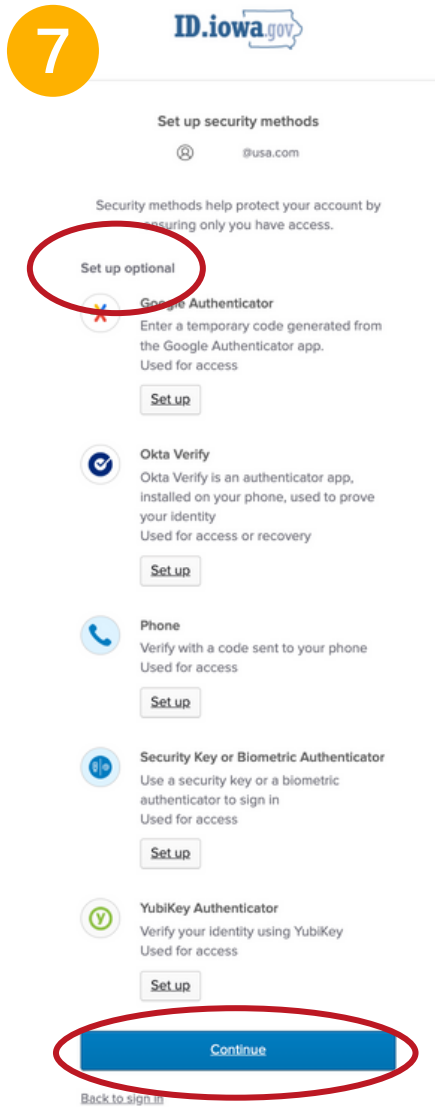 7
ID.iowa.gov
Set up security methods
@usa.com
Security methods help protect your account by
ensuring only you have access.
Set up optional
Google Authenticator
Enter a temporary code generated from
the Google Authenticator app.
Used for access
Set up
Okta Verify
Okta Verify is an authenticator app,
installed on your phone, used to prove
your identity
Used for access or recovery
Set up
Phone
Verify with a code sent to your phone
Used for access
Set up
Security Key or Biometric Authenticator
Use a security key or a biometric
authenticator to sign in
Used for access
Set up
YubiKey Authenticator
Verify your identity using YubiKey
Used for access
Set up
Continue
Back to sign in